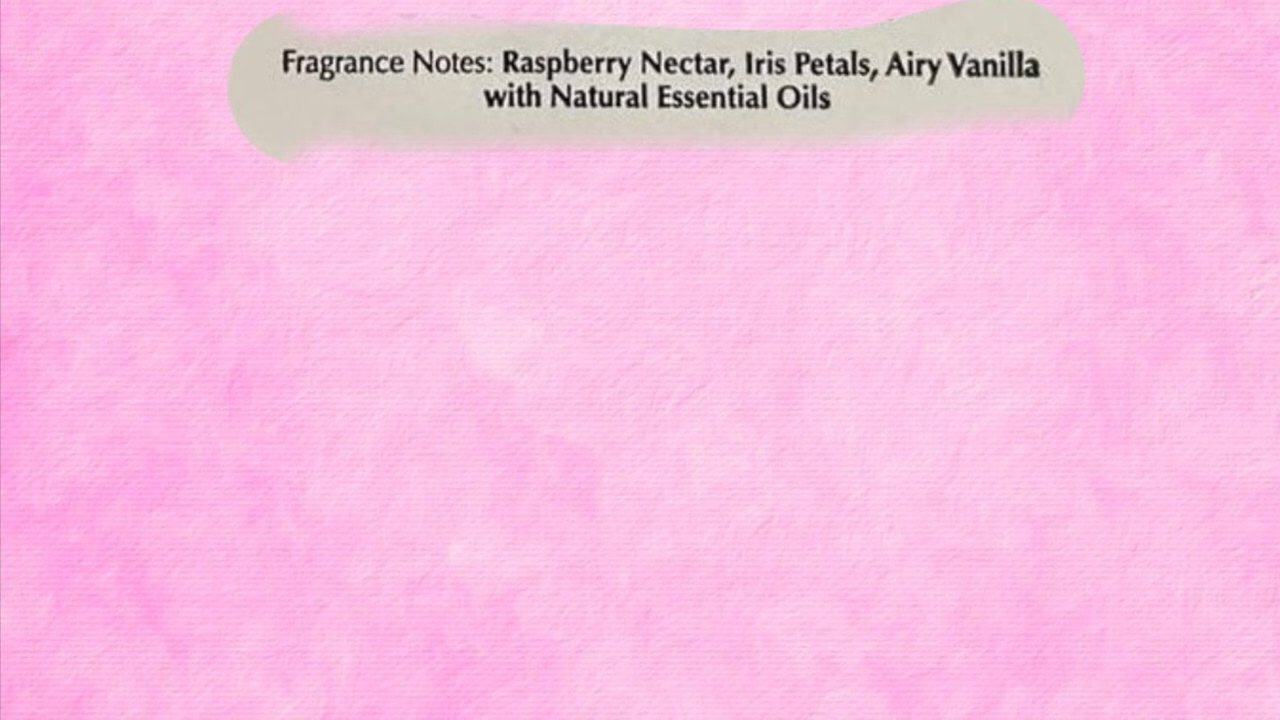 Fragrance Notes: Raspberry Nectar, Iris Petals, Airy Vanilla
with Natural Essential Oils